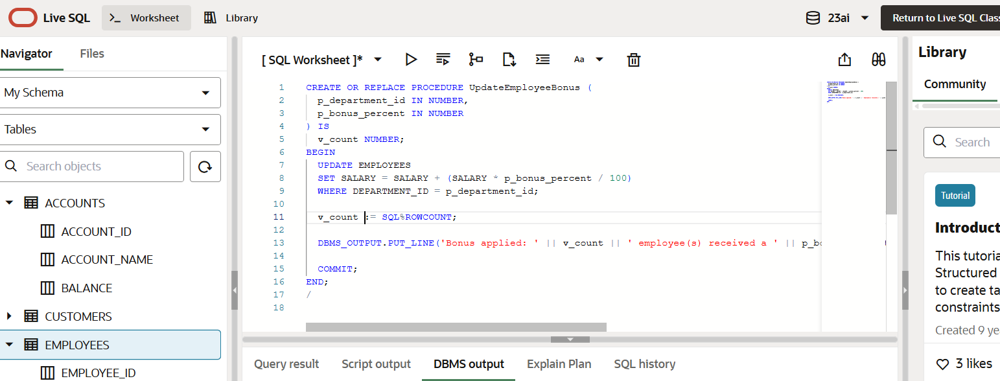 Live SQL
Worksheet
Library
23ai
Return to Live SQL Clas
Navigator
Files
My Schema
Tables
Search objects
ACCOUNTS
ACCOUNT_ID
ACCOUNT_NAME
BALANCE
CUSTOMERS
EMPLOYEES
EMPLOYEE_ID
[ SQL Worksheet ]*
Aa
1 CREATE OR REPLACE PROCEDURE UpdateEmployeeBonus (
2 p_department_id IN NUMBER,
3 p_bonus_percent IN NUMBER
4 ) IS
5 v_count NUMBER;
6 BEGIN
7 UPDATE EMPLOYEES
8 SET SALARY = SALARY + (SALARY * p_bonus_percent / 100)
9 WHERE DEPARTMENT_ID = p_department_id;
10
11 v_count := SQL%ROWCOUNT;
12
13 DBMS_OUTPUT.PUT_LINE('Bonus applied: ' || v_count || ' employee(s) received a ' || p_bo
14
15 COMMIT;
16 END;
17 /
18
Query result
Script output
DBMS output
Explain Plan
SQL history
Library
Community
Search
Tutorial
Introduct
This tutoria
Structured
to create ta
constraints
Created 9 ye
3 likes